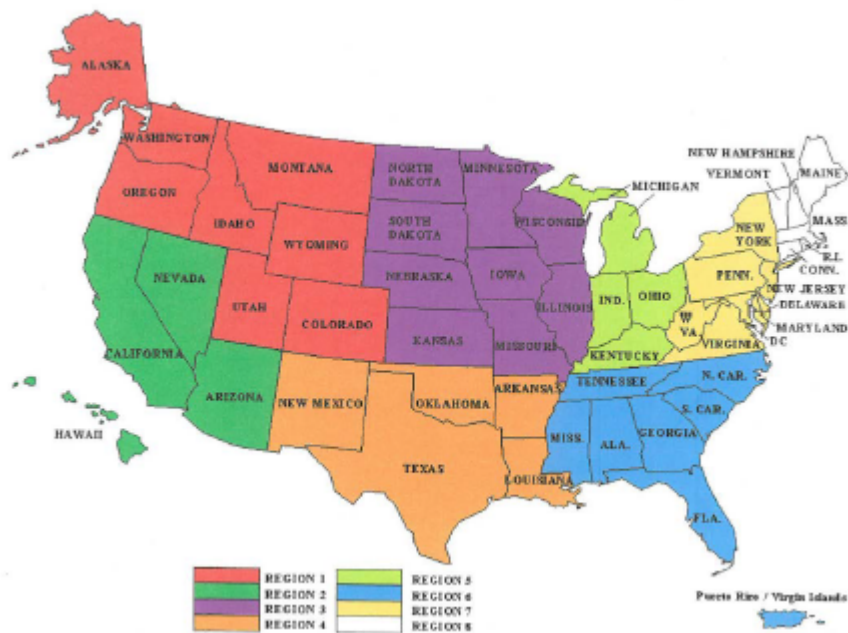 ALASKA
WASHINGTON
OREGON
IDAHO
MONTANA
WYOMING
UTAH
COLORADO
NEVADA
CALIFORNIA
ARIZONA
HAWAII
NORTH
DAKOTA
SOUTH
DAKOTA
NEBRASKA
KANSAS
MINNESOTA
WISCONSIN
IOWA
ILLINOIS
MISSOURI
NEW MEXICO
OKLAHOMA
TEXAS
ARKANSAS
LOUISIANA
MICHIGAN
IND.
OHIO
KENTUCKY
TENNESSEE
N. CAR.
S. CAR.
MISS.
ALA.
GEORGIA
FLA.
NEW HAMPSHIRE
VERMONT
MAINE
MASS
R.I.
CONN.
NEW
YORK
PENN.
NEW JERSEY
DELAWARE
MARYLAND
DC
W
VA.
VIRGINIA
REGION 1
REGION 2
REGION 3
REGION 4
REGION 5
REGION 6
REGION 7
REGION 8
Puerto Rico / Virgin Islands